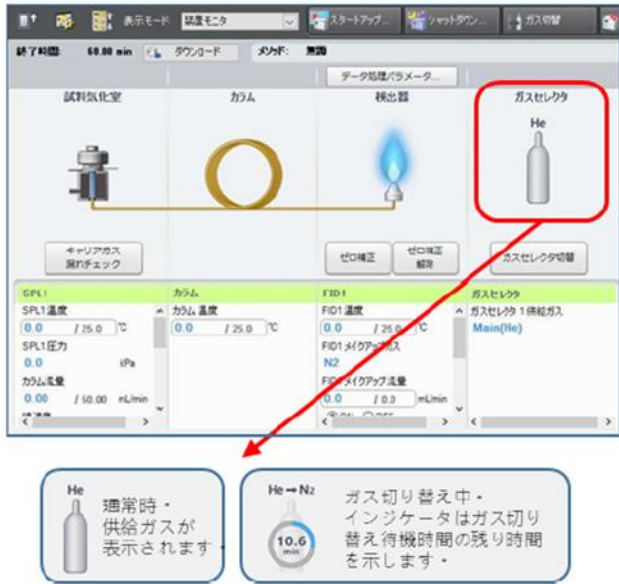 表示モード 装置モニタ スタートアップ... シャットダウン... ガス切替
終了時間: 60.00 min ダウンロード メソッド: 無題
データ処理パラメータ...
試料気化室 カラム 検出器 ガスセレクタ
He
キャリアガス
漏れチェック
ゼロ補正 ゼロ補正
解除
ガスセレクタ切替
SPL1 カラム FID1 ガスセレクタ
SPL1 温度 カラム 温度 FID1 温度 ガスセレクタ 1 供給ガス
0.0 / 25.0 ℃ 0.0 / 25.0 ℃ 0.0 / 25.0 ℃ Main(He)
SPL1 圧力 FID1 メイクアップガス
0.0 kPa N2
カラム流量 FID1 メイクアップ流量
0.00 / 50.00 mL/min 0.0 / 0.0 mL/min
He
通常時・
供給ガスが
表示されます・
He→N2
10.6
min
ガス切り替え中・
インジケータはガス切り
替え待機時間の残り時間
を示します・